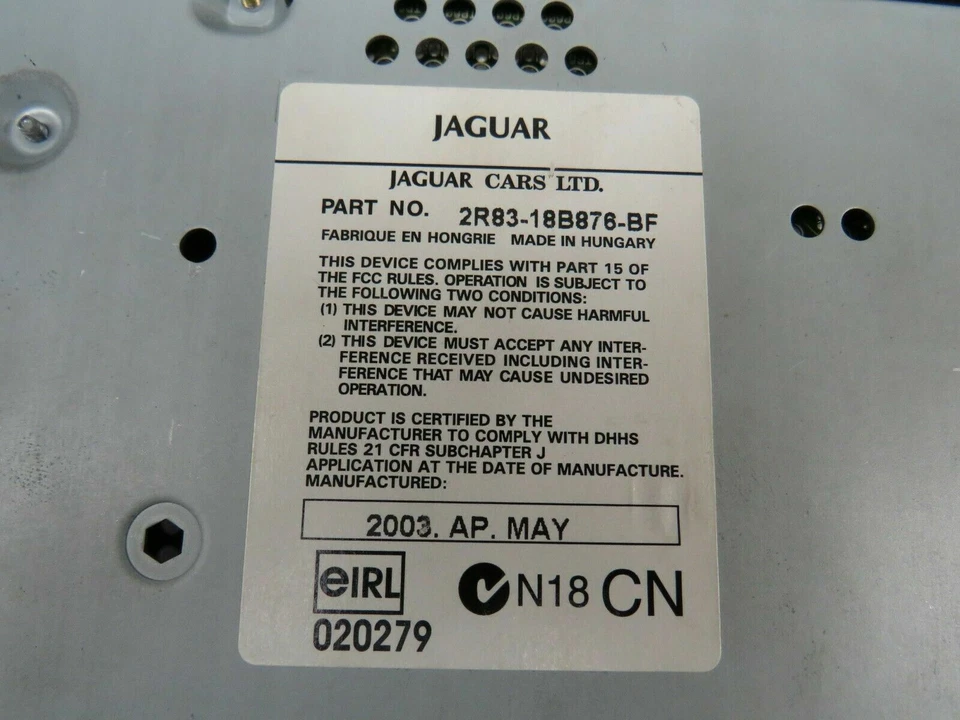 JAGUAR
JAGUAR CARS LTD.
PART NO. 2R83-18B876-BF
FABRIQUE EN HONGRIE MADE IN HUNGARY
THIS DEVICE COMPLIES WITH PART 15 OF
THE FCC RULES. OPERATION IS SUBJECT TO
THE FOLLOWING TWO CONDITIONS:
(1) THIS DEVICE MAY NOT CAUSE HARMFUL
INTERFERENCE.
(2) THIS DEVICE MUST ACCEPT ANY INTER-
FERENCE RECEIVED INCLUDING INTER-
FERENCE THAT MAY CAUSE UNDESIRED
OPERATION.
PRODUCT IS CERTIFIED BY THE
MANUFACTURER TO COMPLY WITH DHHS
RULES 21 CFR SUBCHAPTER J
APPLICATION AT THE DATE OF MANUFACTURE.
MANUFACTURED:
2003. AP. MAY
eIRL
N18 CN
020279